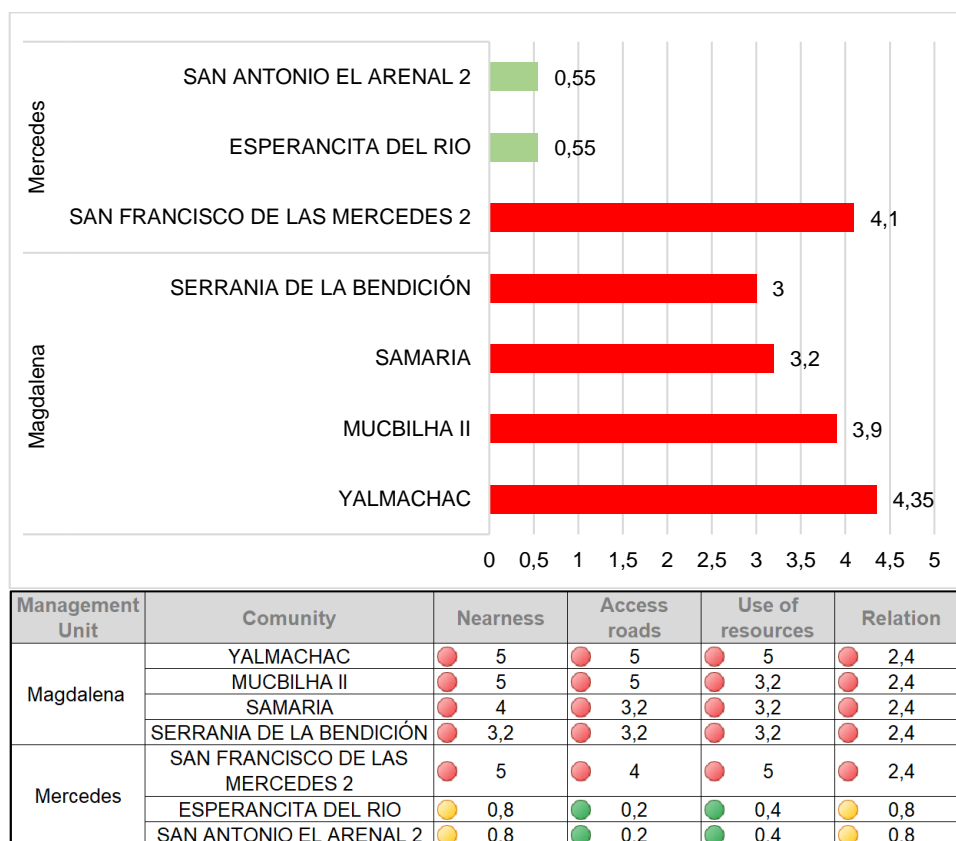 Mercedes
SAN ANTONIO EL ARENAL 2 0,55
ESPERANCITA DEL RIO 0,55
SAN FRANCISCO DE LAS MERCEDES 2 4,1
Magdalena
SERRANIA DE LA BENDICIÓN 3
SAMARIA 3,2
MUCBILHA II 3,9
YALMACHAC 4,35
0 0,5 1 1,5 2 2,5 3 3,5 4 4,5 5
Management Unit Comunity Nearness Access roads Use of resources Relation
Magdalena
YALMACHAC 5 5 5 2,4
MUCBILHA II 5 5 3,2 2,4
SAMARIA 4 3,2 3,2 2,4
SERRANIA DE LA BENDICIÓN 3,2 3,2 3,2 2,4
Mercedes
SAN FRANCISCO DE LAS MERCEDES 2 5 4 5 2,4
ESPERANCITA DEL RIO 0,8 0,2 0,4 0,8
SAN ANTONIO EL ARENAL 2 0,8 0,2 0,4 0,8